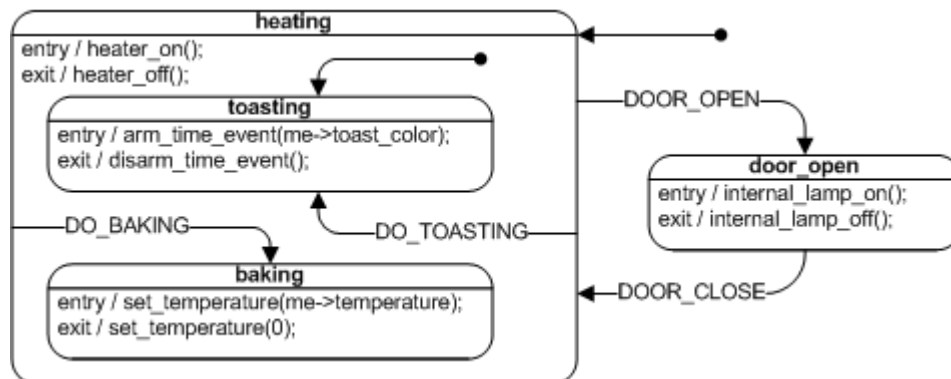 heating
entry / heater_on();
exit / heater_off();
toasting
entry / arm_time_event(me->toast_color);
exit / disarm_time_event();
DO_BAKING
DO_TOASTING
baking
entry / set_temperature(me->temperature);
exit / set_temperature(0);
DOOR_OPEN
door_open
entry / internal_lamp_on();
exit / internal_lamp_off();
DOOR_CLOSE